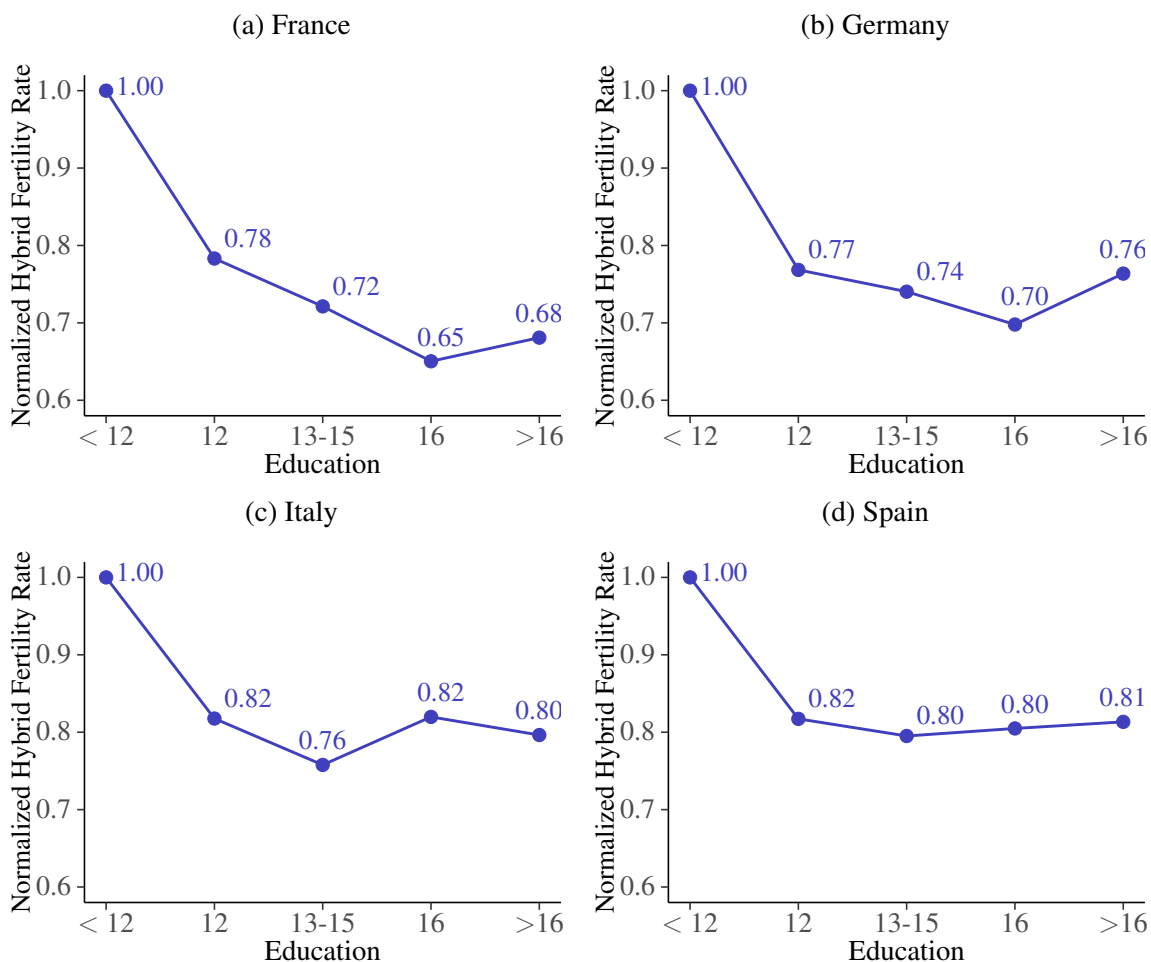 (a) France
Normalized Hybrid Fertility Rate
1.0
0.9
0.8
0.7
0.6
1.00
0.78
0.72
0.65
0.68
< 12 12 13-15 16 >16
Education
(b) Germany
Normalized Hybrid Fertility Rate
1.0
0.9
0.8
0.7
0.6
1.00
0.77
0.74
0.70
0.76
< 12 12 13-15 16 >16
Education
(c) Italy
Normalized Hybrid Fertility Rate
1.0
0.9
0.8
0.7
0.6
1.00
0.82
0.76
0.82
0.80
< 12 12 13-15 16 >16
Education
(d) Spain
Normalized Hybrid Fertility Rate
1.0
0.9
0.8
0.7
0.6
1.00
0.82
0.80
0.80
0.81
< 12 12 13-15 16 >16
Education